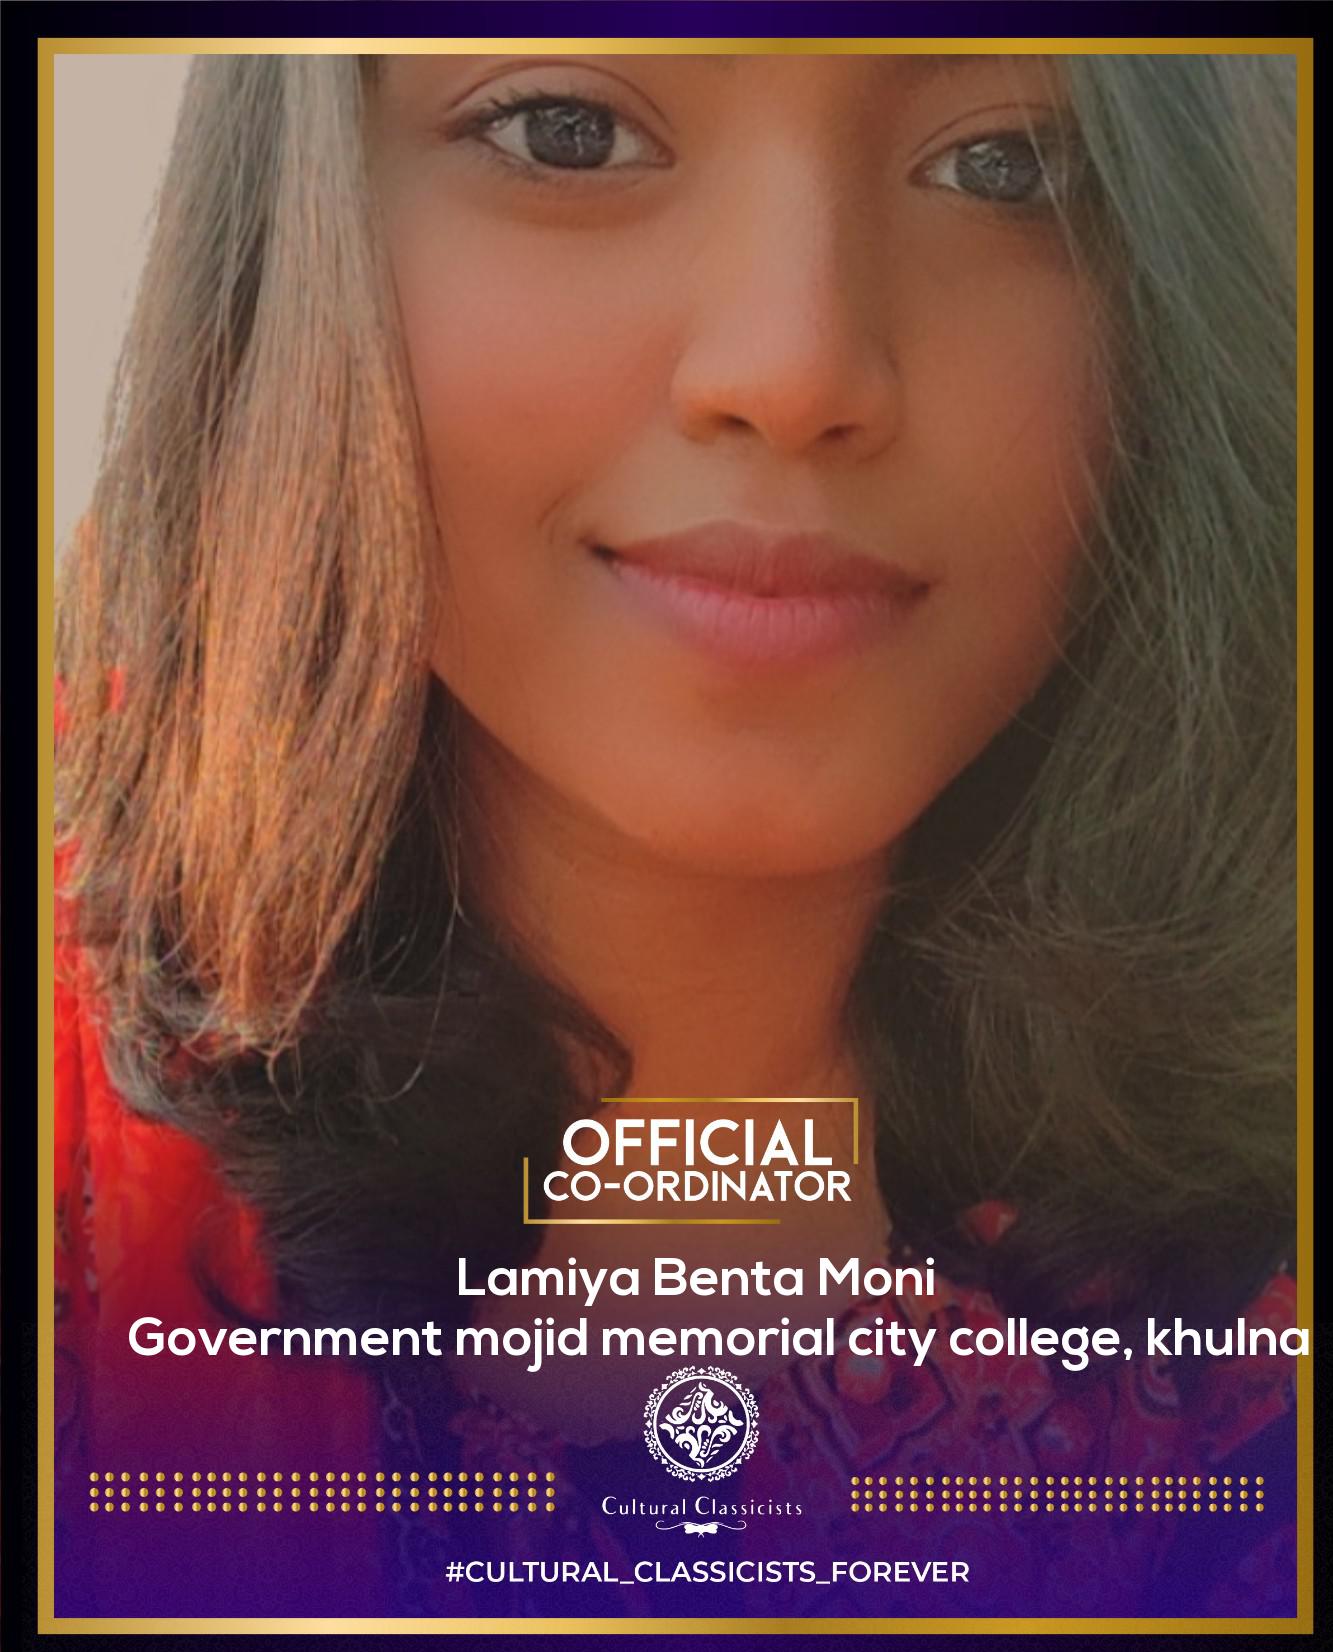 OFFICIAL
CO-ORDINATOR
Lamiya Benta Moni
Government mojid memorial city college, khulna
Cultural Classicists
#CULTURAL_CLASSICISTS_FOREVER